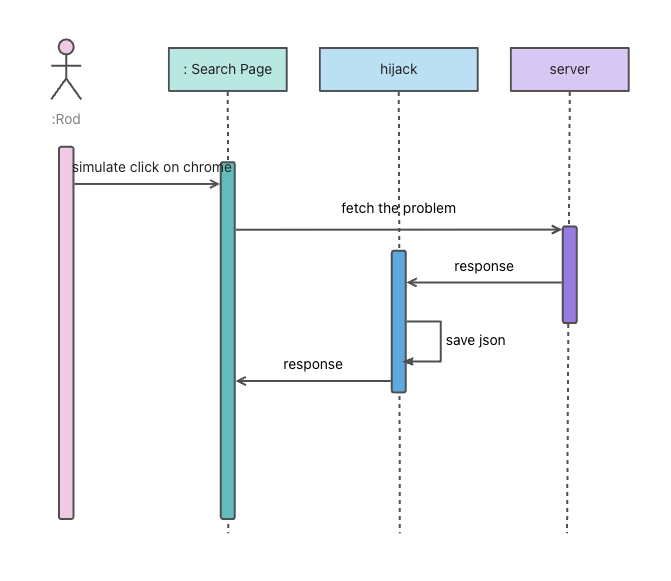 : Search Page
hijack
server
:Rod
simulate click on chrome
fetch the problem
response
save json
response